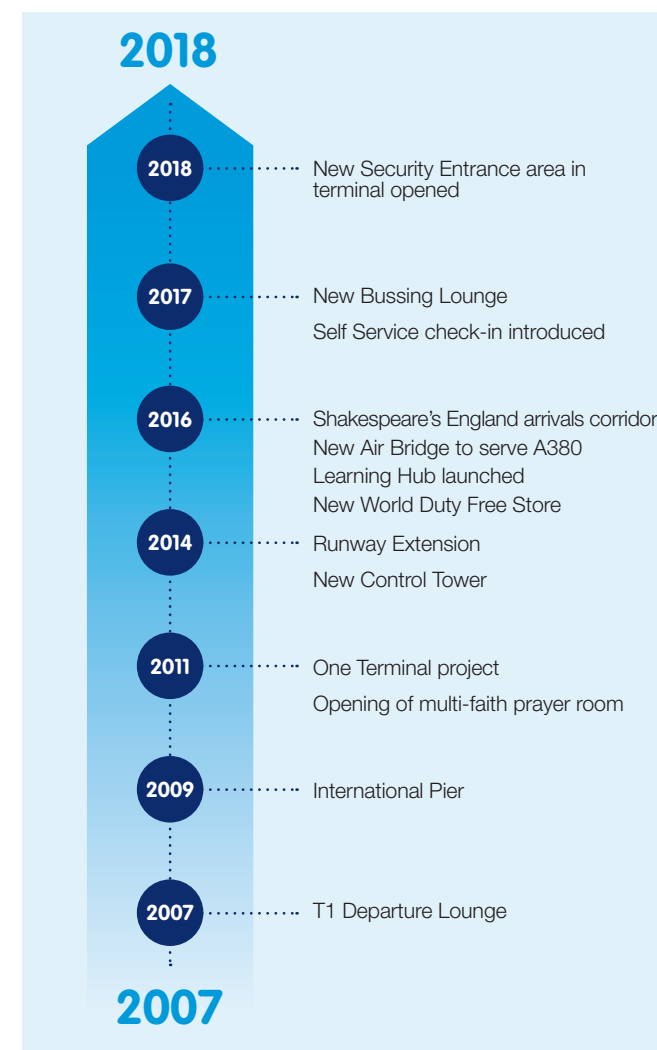 2018
2018
New Security Entrance area in
terminal opened
2017
New Bussing Lounge
Self Service check-in introduced
2016
Shakespeare’s England arrivals corridor
New Air Bridge to serve A380
Learning Hub launched
New World Duty Free Store
2014
Runway Extension
New Control Tower
2011
One Terminal project
Opening of multi-faith prayer room
2009
International Pier
2007
T1 Departure Lounge
2007